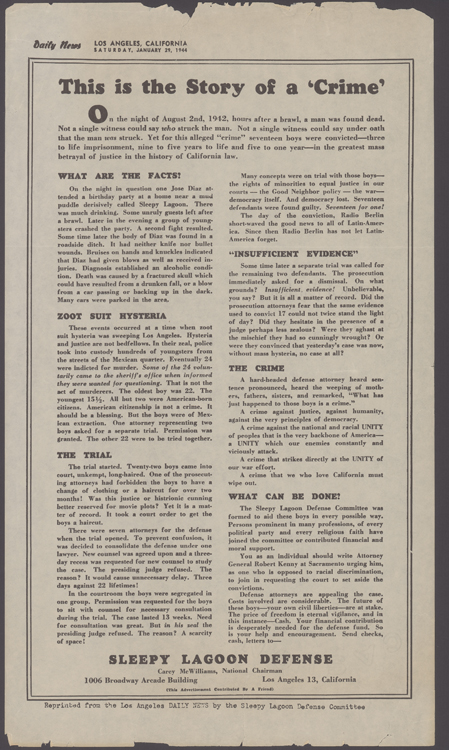 Daily News
LOS ANGELES, CALIFORNIA
SATURDAY, JANUARY 29, 1944
This is the Story of a 'Crime'
On the night of August 2nd, 1942, hours after a brawl, a man was found dead.
Not a single witness could say who struck the man. Not a single witness could say under oath
that the man was struck. Yet for this alleged "crime" seventeen boys were convicted—three
to life imprisonment, nine to five years to life and five to one year—in the greatest mass
betrayal of justice in the history of California law.
WHAT ARE THE FACTS?
On the night in question one Jose Diaz at-
tended a birthday party at a home near a mud
puddle derisively called Sleepy Lagoon. There
was much drinking. Some surely guests left after
a brawl. Later in the evening a group of young-
sters crashed the party. A second fight resulted.
Some time later the body of Diaz was found in a
roadside ditch. It had neither knife nor bullet
wounds. Bruises on hands and knuckles indicated
that Diaz had given blows as well as received in-
juries. Diagnosis established an alcoholic condi-
tion. Death was caused by a fractured skull which
could have resulted from a drunken fall, or a blow
from a car passing or backing up in the dark.
Many cars were parked in the area.
ZOOT SUIT HYSTERIA
These events occurred at a time when zoot
suit hysteria was sweeping Los Angeles. Hysteria
and justice are not bedfellows. In their zeal, police
took into custody hundreds of youngsters from
the streets of the Mexican quarter. Eventually 24
were indicted for murder. Some of the 24 volun-
tarily came to the sheriff's office when informed
they were wanted for questioning. That is not the
act of murderers. The oldest boy was 22. The
youngest 15½. All but two were American-born
citizens. American citizenship is not a crime. It
should be a blessing. But the boys were of Mex-
ican extraction. One attorney representing two
boys asked for a separate trial. Permission was
granted. The other 22 were to be tried together.
THE TRIAL
The trial started. Twenty-two boys came into
court, unkempt, long-haired. One of the prosecut-
ing attorneys had forbidden the boys to have a
change of clothing or a haircut for over two
months! Was this justice or histrionic cunning
better reserved for movie plots? Yet it is a mat-
ter of record. It took a court order to get the
boys a haircut.
There were seven attorneys for the defense
when the trial opened. To prevent confusion, it
was decided to consolidate the defense under one
lawyer. New counsel was agreed upon and a three-
day recess was requested for new counsel to study
the case. The presiding judge refused. The
reason? It would cause unnecessary delay. Three
days against 22 lifetimes!
In the courtroom the boys were segregated in
one group. Permission was requested for the boys
to sit with counsel for necessary consultation
during the trial. The case lasted 13 weeks. Need
for consultation was great. But in his zeal the
presiding judge refused. The reason? A scarcity
of space!
Many concepts were on trial with those boys—
the rights of minorities to equal justice in our
courts — the Good Neighbor policy — the war—
democracy itself. And democracy lost. Seventeen
defendants were found guilty. Seventeen for one!
The day of the conviction, Radio Berlin
short-waved the good news to all of Latin-Amer-
ica. Since then Radio Berlin has not let Latin-
America forget.
"INSUFFICIENT EVIDENCE"
Some time later a separate trial was called for
the remaining two defendants. The prosecution
immediately asked for a dismissal. On what
grounds? Insufficient evidence! Unbelievable,
you say? But it is all a matter of record. Did the
prosecution attorneys fear that the same evidence
used to convict 17 could not twice stand the light
of day? Did they hesitate in the presence of a
judge perhaps less zealous? Were they aghast at
the mischief they had so cunningly wrought? Or
were they convinced that yesterday's case was now,
without mass hysteria, no case at all?
THE CRIME
A hard-headed defense attorney heard sen-
tence pronounced, heard the weeping of moth-
ers, fathers, sisters, and remarked, "What has
just happened to those boys is a crime."
A crime against justice, against humanity,
against the very principles of democracy.
A crime against the national and racial UNITY
of peoples that is the very backbone of America—
a UNITY which our enemies constantly and
viciously attack.
A crime that strikes directly at the UNITY of
our war effort.
A crime that we who love California must
wipe out.
WHAT CAN BE DONE!
The Sleepy Lagoon Defense Committee was
formed to aid these boys in every possible way.
Persons prominent in many professions, of every
political party and every religious faith have
joined the committee or contributed financial and
moral support.
You as an individual should write Attorney
General Robert Kenny at Sacramento urging him,
as one who is opposed to racial discrimination,
to join in requesting the court to set aside the
convictions.
Defense attorneys are appealing the case.
Costs involved are considerable. The future of
these boys—your own civil liberties—are at stake.
The price of freedom is eternal vigilance, and in
this instance—Cash. Your financial contribution
is desperately needed for the defense fund. So
is your help and encouragement. Send checks,
cash, letters to—
SLEEPY LAGOON DEFENSE
Carey McWilliams, National Chairman
1006 Broadway Arcade Building Los Angeles 13, California
(This Advertisement Contributed By A Friend)
Reprinted from the Los Angeles DAILY NEWS by the Sleepy Lagoon Defense Committee